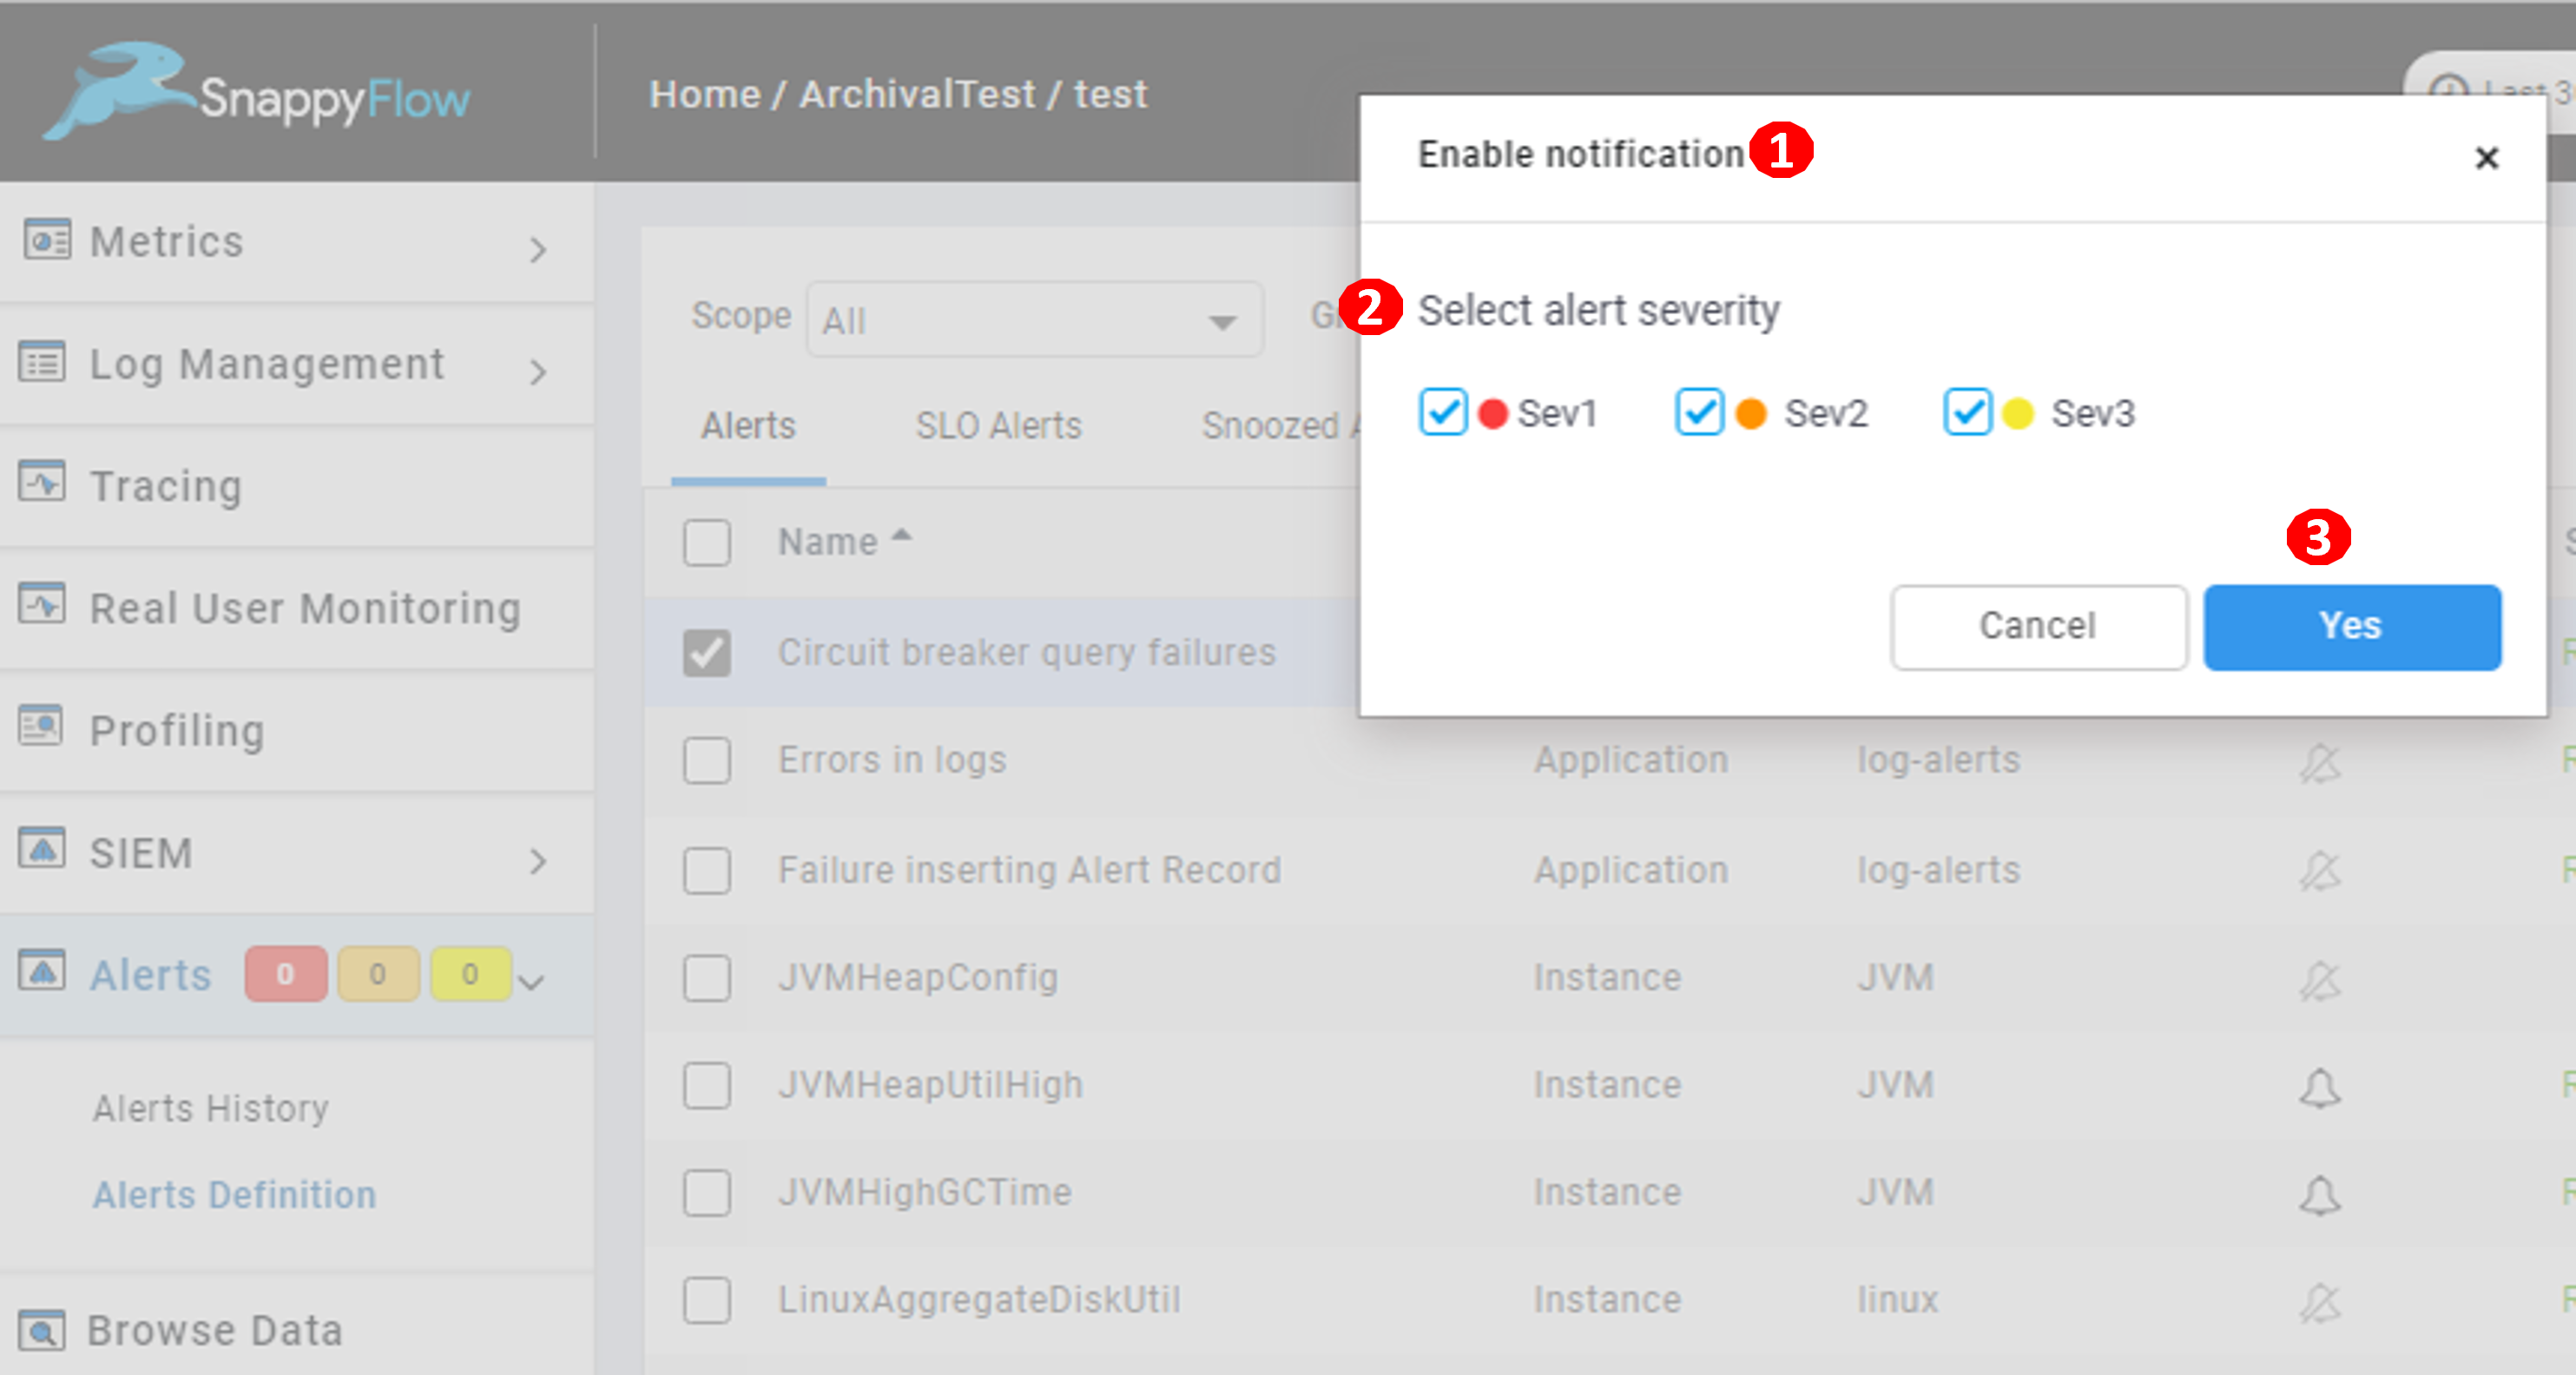 SnappyFlow
Home / ArchivalTest / test
Last 3
Enable notification 1
×
Metrics
Log Management
Tracing
Real User Monitoring
Profiling
SIEM
Alerts 0 0 0
Alerts History
Alerts Definition
Browse Data
Scope All
2 Select alert severity
Sev1 Sev2 Sev3
Alerts SLO Alerts Snoozed A
3
Cancel Yes
Name
Circuit breaker query failures
Errors in logs Application log-alerts
Failure inserting Alert Record Application log-alerts
JVMHeapConfig Instance JVM
JVMHeapUtilHigh Instance JVM
JVMHighGCTime Instance JVM
LinuxAggregateDiskUtil Instance linux